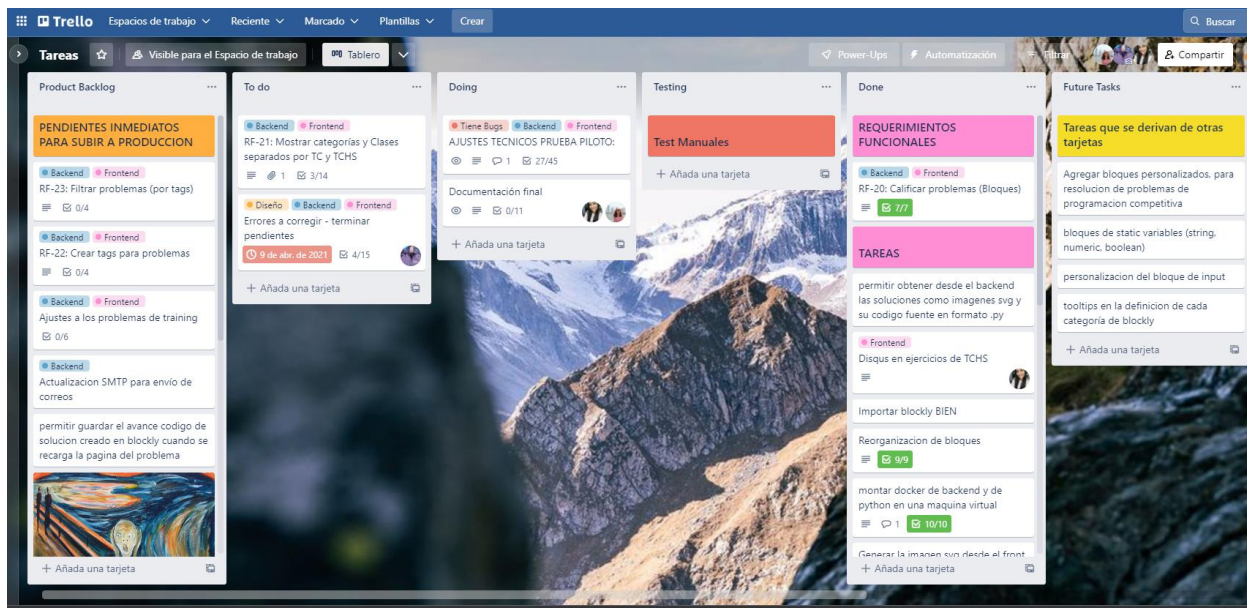 Trello
Espacios de trabajo
Reciente
Marcado
Plantillas
Crear
Buscar
Tareas
Visible para el Espacio de trabajo
Tablero
Power-Ups
Automatización
Filtrar
Compartir
Product Backlog
PENDIENTES INMEDIATOS
PARA SUBIR A PRODUCCION
Backend Frontend
RF-23: Filtrar problemas (por tags)
0/4
Backend Frontend
RF-22: Crear tags para problemas
0/4
Backend Frontend
Ajustes a los problemas de training
0/6
Backend
Actualizacion SMTP para envío de
correos
permitir guardar el avance codigo de
solucion creado en blockly cuando se
recarga la pagina del problema
+ Añada una tarjeta
To do
Backend Frontend
RF-21: Mostrar categorías y Clases
separados por TC y TCHS
1 3/14
Diseño Backend Frontend
Errores a corregir - terminar
pendientes
9 de abr. de 2021 4/15
+ Añada una tarjeta
Doing
Tiene Bugs Backend Frontend
AJUSTES TECNICOS PRUEBA PILOTO:
1 27/45
Documentación final
0/11
+ Añada una tarjeta
Testing
Test Manuales
+ Añada una tarjeta
Done
REQUERIMIENTOS
FUNCIONALES
Backend Frontend
RF-20: Calificar problemas (Bloques)
7/7
TAREAS
permitir obtener desde el backend
las soluciones como imagenes svg y
su codigo fuente en formato .py
Frontend
Disqus en ejercicios de TCHS
Importar blockly BIEN
Reorganizacion de bloques
9/9
montar docker de backend y de
python en una maquina virtual
1 10/10
Generar la imagen svg desde el front
+ Añada una tarjeta
Future Tasks
Tareas que se derivan de otras
tarjetas
Agregar bloques personalizados, para
resolucion de problemas de
programacion competitiva
bloques de static variables (string,
numeric, boolean)
personalizacion del bloque de input
tooltips en la definicion de cada
categoría de blockly
+ Añada una tarjeta